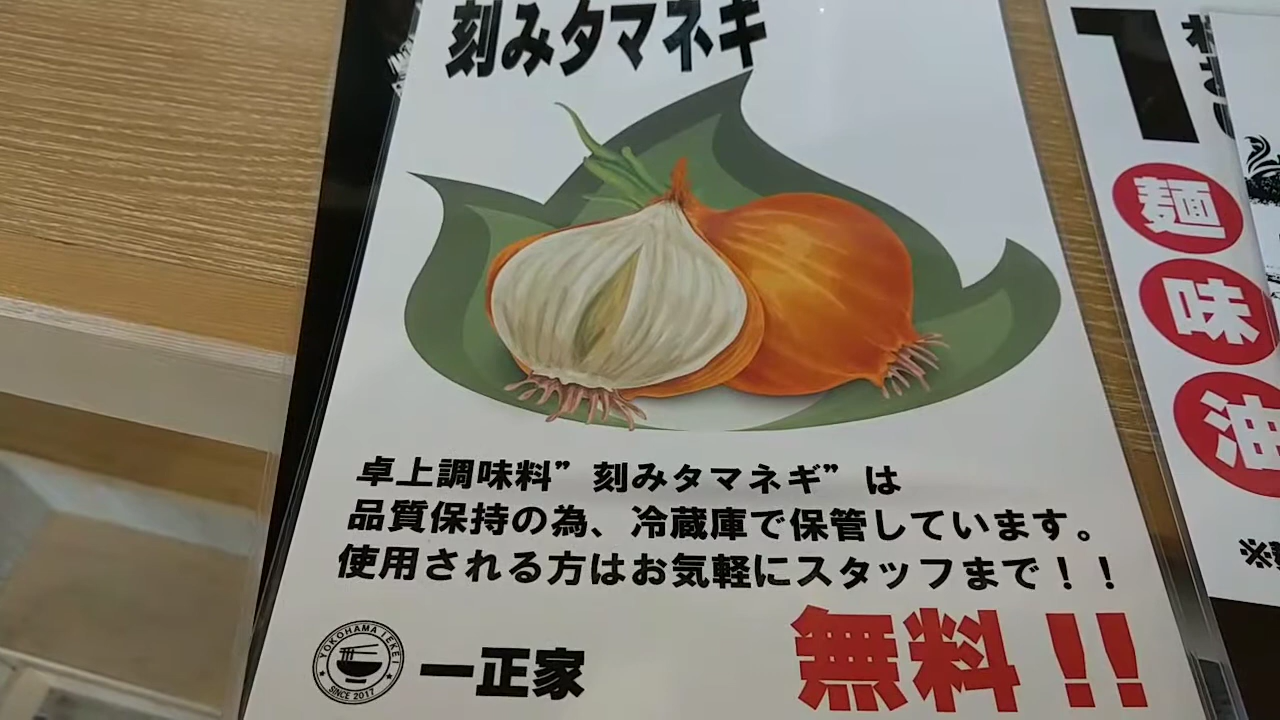 刻みタマネギ
卓上調味料”刻みタマネギ”は
品質保持の為、冷蔵庫で保管しています。
使用される方はお気軽にスタッフまで！！
無料！！
YOKOHAMA IEKEI
SINCE 2017
一正家
1
麺
味
油